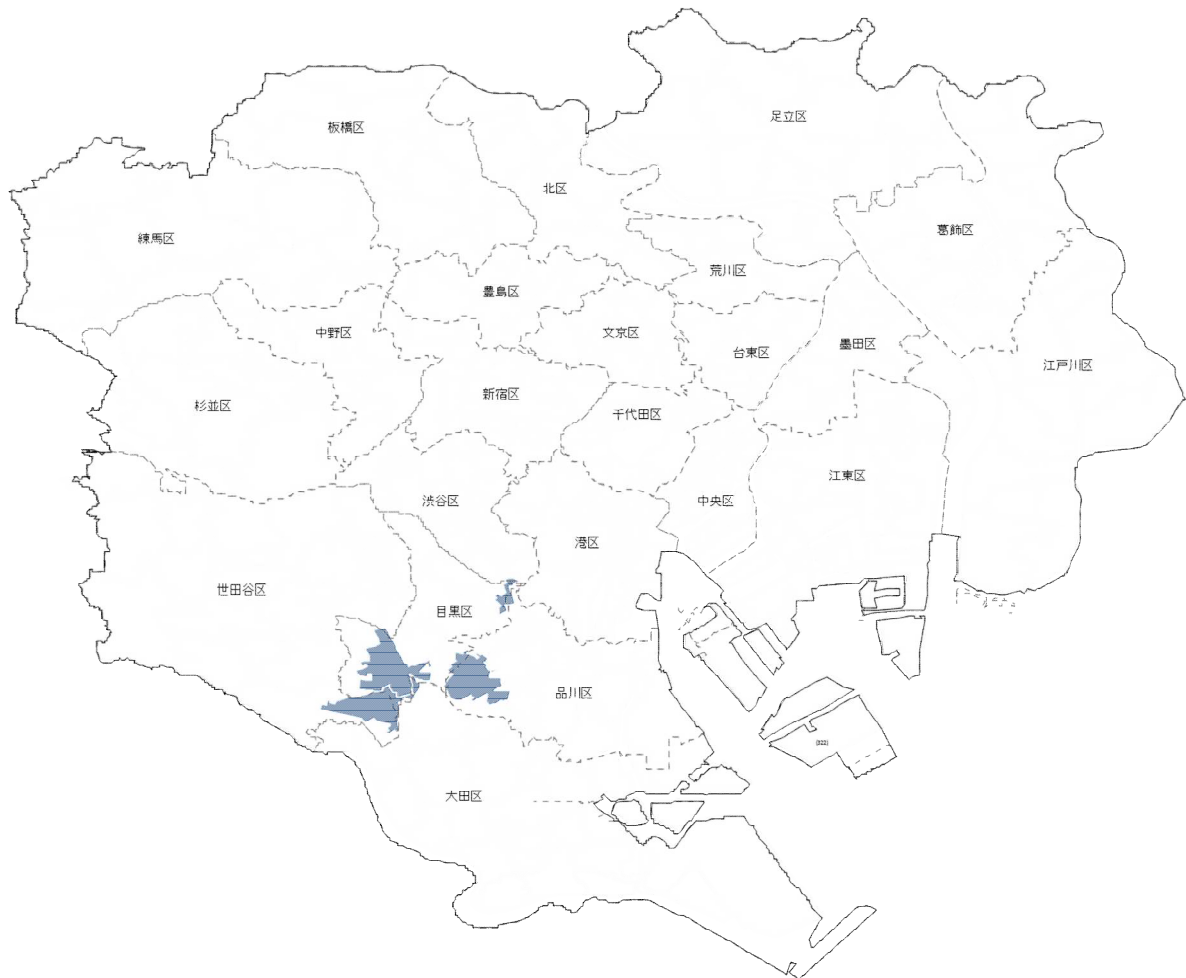 足立区
板橋区
北区
練馬区
葛飾区
荒川区
豊島区
中野区
文京区
台東区
墨田区
江戸川区
杉並区
新宿区
千代田区
渋谷区
中央区
江東区
港区
世田谷区
目黒区
品川区
大田区